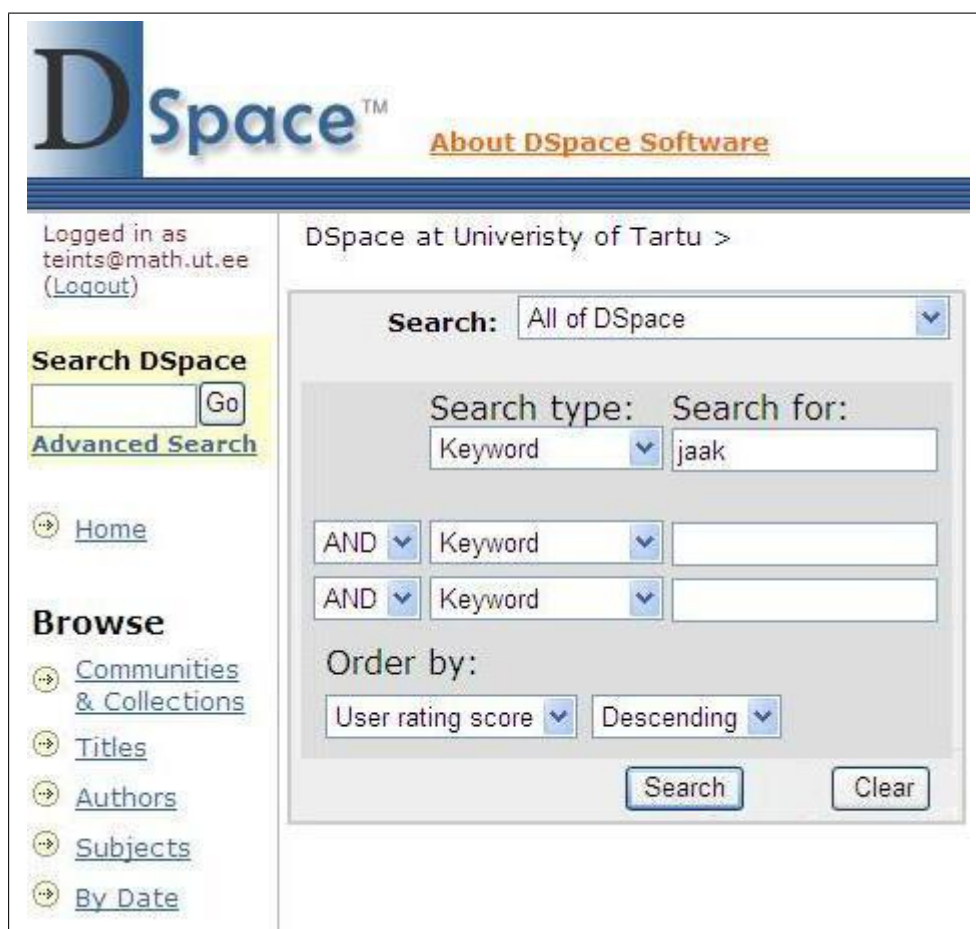 DSpace™
About DSpace Software
Logged in as
teints@math.ut.ee
(Logout)
Search DSpace
Go
Advanced Search
Home
Browse
Communities
& Collections
Titles
Authors
Subjects
By Date
DSpace at Univeristy of Tartu >
Search: All of DSpace
Search type: Search for:
Keyword jaak
AND Keyword
AND Keyword
Order by:
User rating score Descending
Search Clear